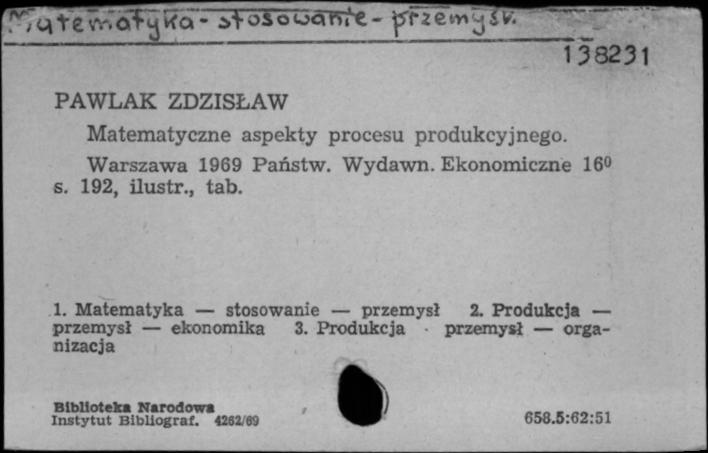 Matematyka - stosowanie - przemysł.
138231
PAWLAK ZDZISŁAW
Matematyczne aspekty procesu produkcyjnego.
Warszawa 1969 Państw. Wydawn. Ekonomiczne 16⁰
s. 192, ilustr., tab.
1. Matematyka — stosowanie — przemysł 2. Produkcja —
przemysł — ekonomika 3. Produkcja - przemysł — orga-
nizacja
Biblioteka Narodowa
Instytut Bibliograf. 4262/69
658.5:62:51